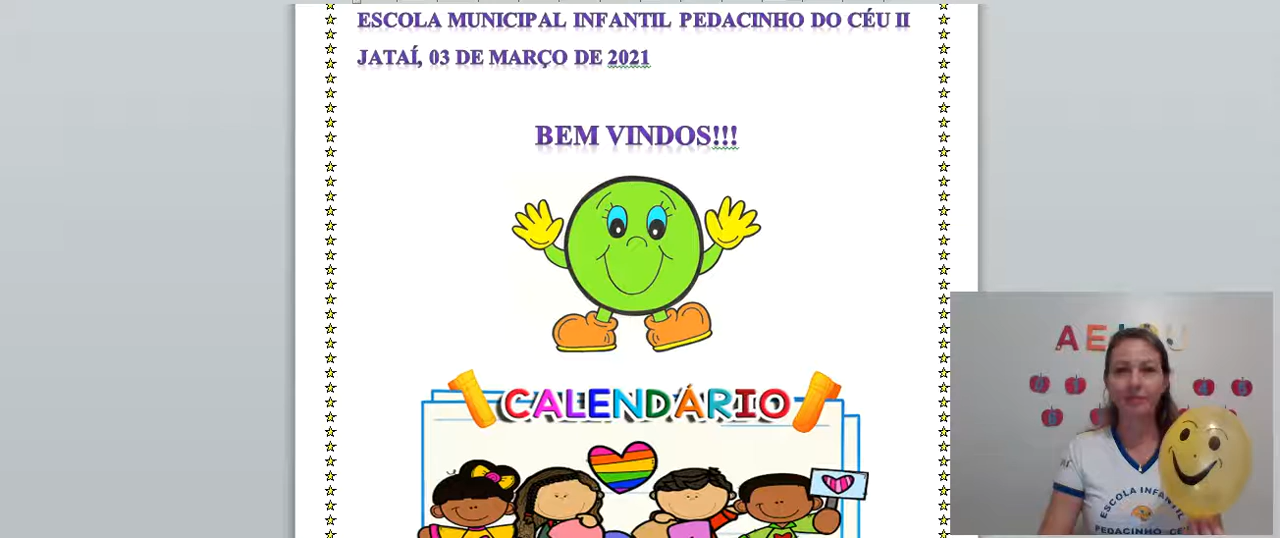 ESCOLA MUNICIPAL INFANTIL PEDACINHO DO CÉU II
JATAÍ, 03 DE MARÇO DE 2021
BEM VINDOS!!!
CALENDÁRIO
A E I O U
ESCOLA INFANTIL
PEDACINHO CÉU